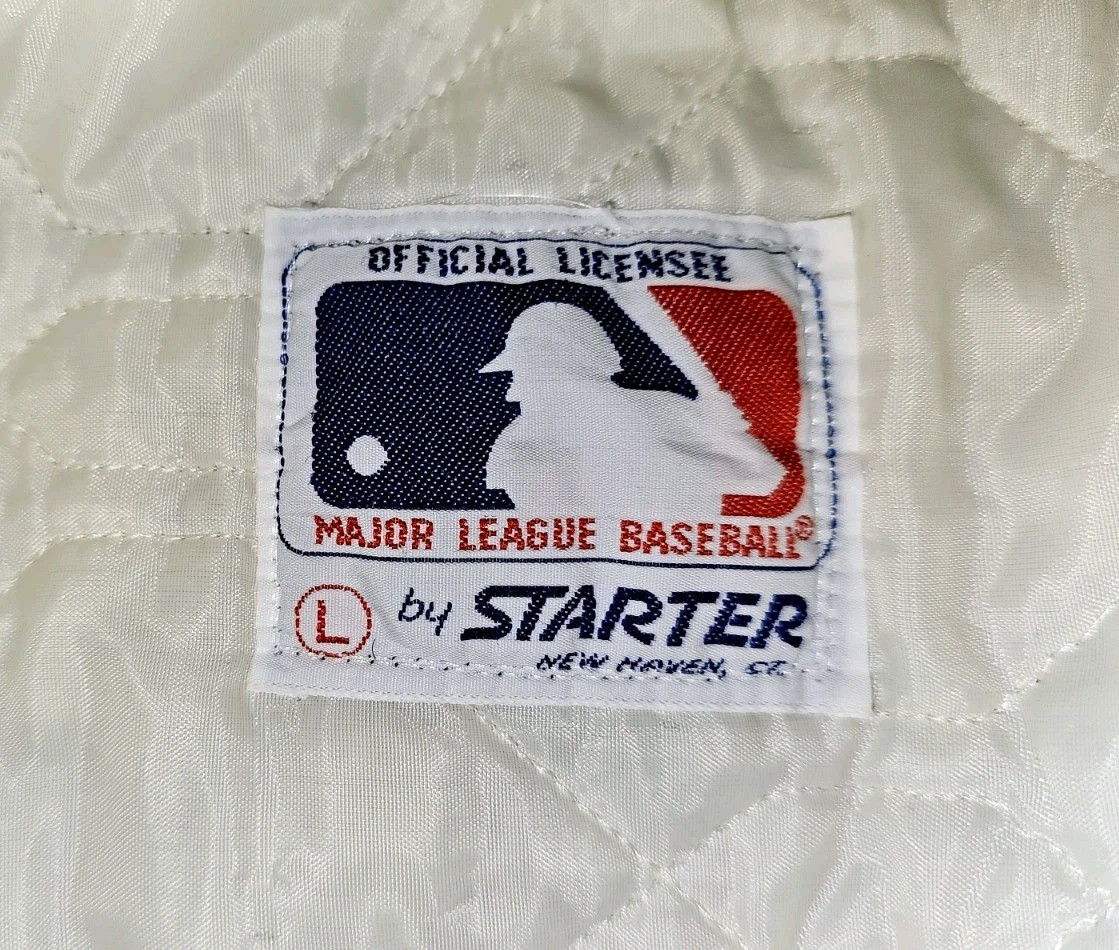 OFFICIAL LICENSEE
MAJOR LEAGUE BASEBALL®
L by STARTER
NEW HAVEN, CT.